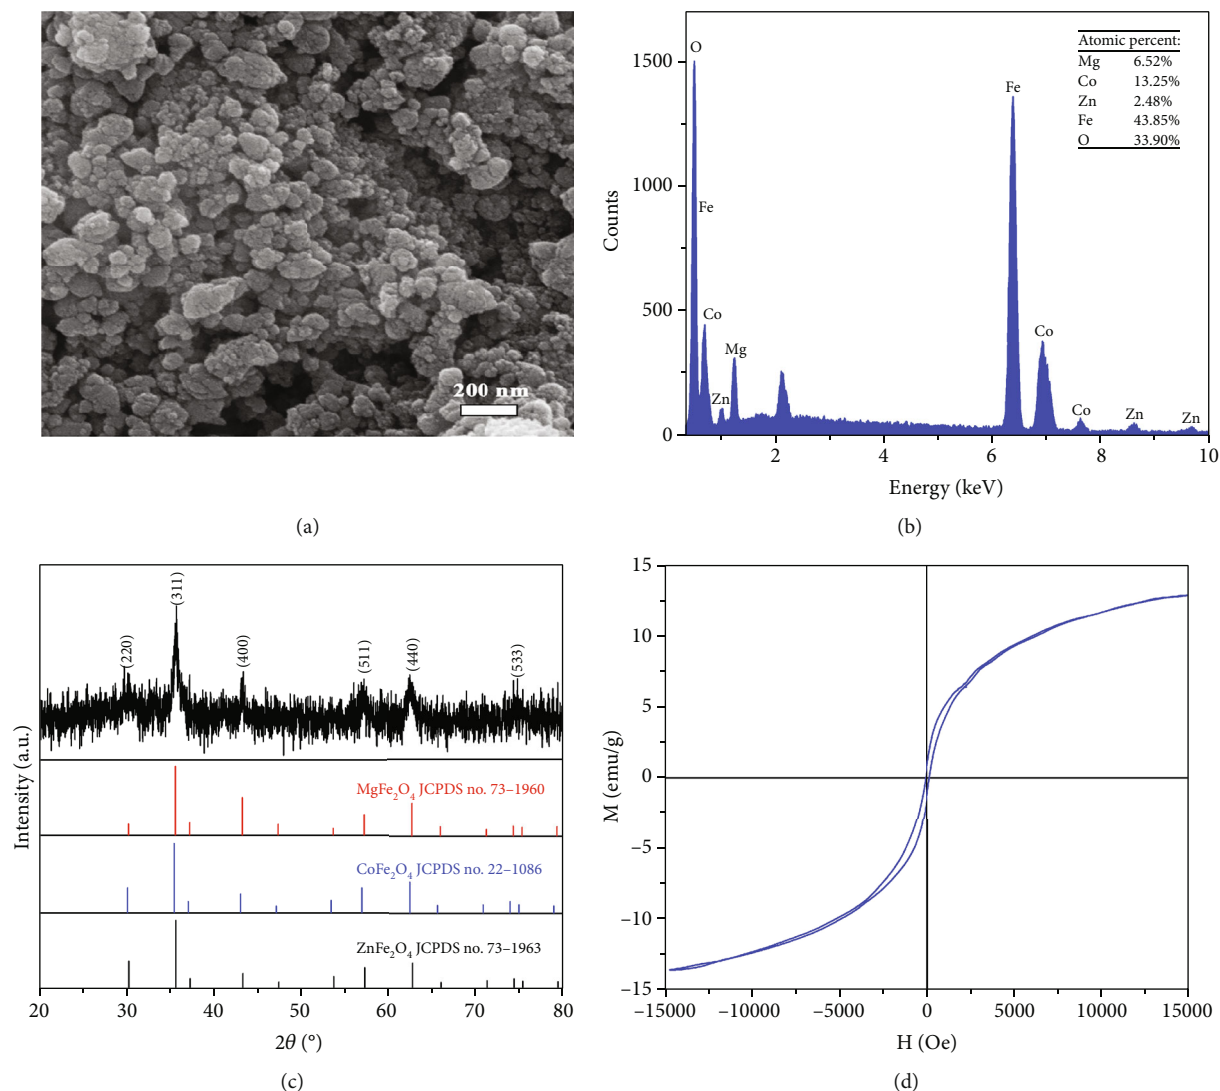 200 nm
(a)
Counts
1500
1000
500
0
2
4
6
8
10
Energy (keV)
O
Fe
Co
Zn
Mg
Fe
Co
Co
Zn
Zn
Atomic percent:
Mg 6.52%
Co 13.25%
Zn 2.48%
Fe 43.85%
O 33.90%
(b)
Intensity (a.u.)
(220)
(311)
(400)
(511)
(440)
(533)
MgFe2O4 JCPDS no. 73–1960
CoFe2O4 JCPDS no. 22–1086
ZnFe2O4 JCPDS no. 73–1963
20
30
40
50
60
70
80
2θ (°)
(c)
M (emu/g)
15
10
5
0
−5
−10
−15
−15000
−10000
−5000
0
5000
10000
15000
H (Oe)
(d)